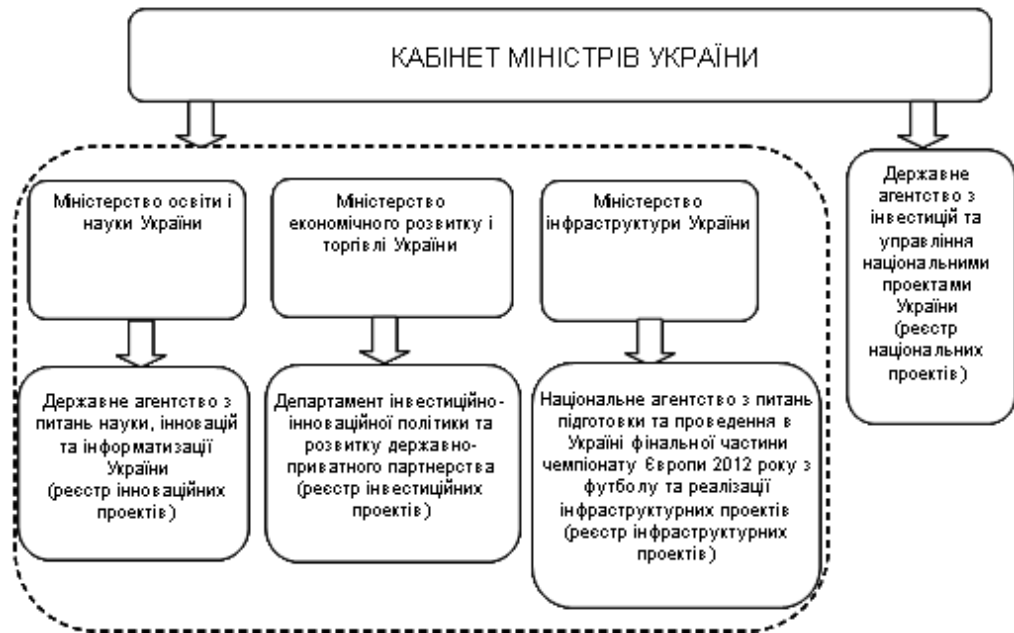 КАБІНЕТ МІНІСТРІВ УКРАЇНИ
Міністерство освіти і
науки України
Міністерство
економічного розвитку і
торгівлі України
Міністерство
інфраструктури України
Державне
агентство з
інвестицій та
управління
національними
проектами
України
(реєстр
національних
проектів)
Державне агентство з
питань науки, інновацій
та інформатизації
України
(реєстр інноваційних
проектів)
Департамент інвестиційно-
інноваційної політики та
розвитку державно-
приватного партнерства
(реєстр інвестиційних
проектів)
Національне агентство з питань
підготовки та проведення в
Україні фінальної частини
чемпіонату Європи 2012 року з
футболу та реалізації
інфраструктурних проектів
(реєстр інфраструктурних
проектів)